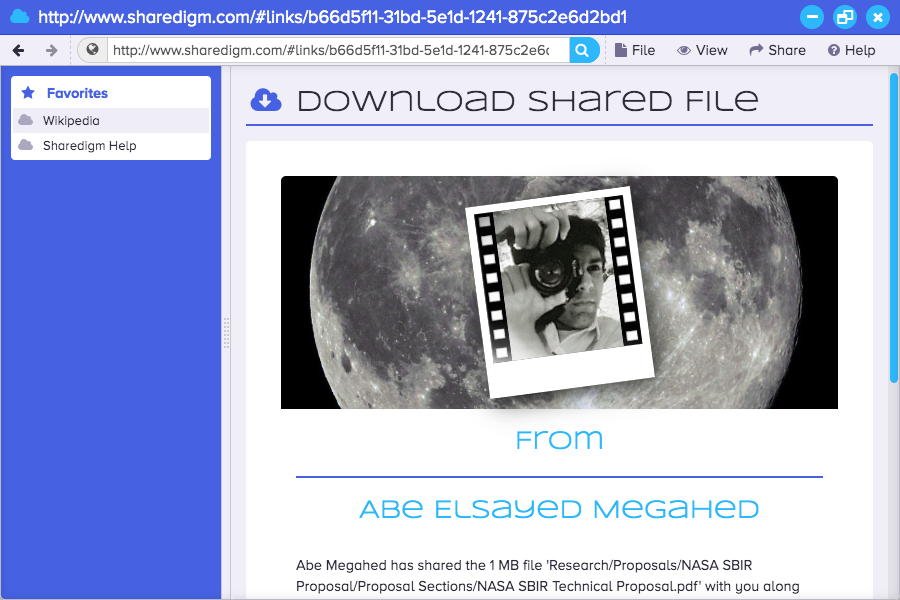 http://www.sharedigm.com/#links/b66d5f11-31bd-5e1d-1241-875c2e6d2bd1
http://www.sharedigm.com/#links/b66d5f11-31bd-5e1d-1241-875c2e6c
File View Share Help
Favorites
Wikipedia
Sharedigm Help
Download Shared File
From
Abe Elsayed Megahed
Abe Megahed has shared the 1 MB file 'Research/Proposals/NASA SBIR
Proposal/Proposal Sections/NASA SBIR Technical Proposal.pdf' with you along